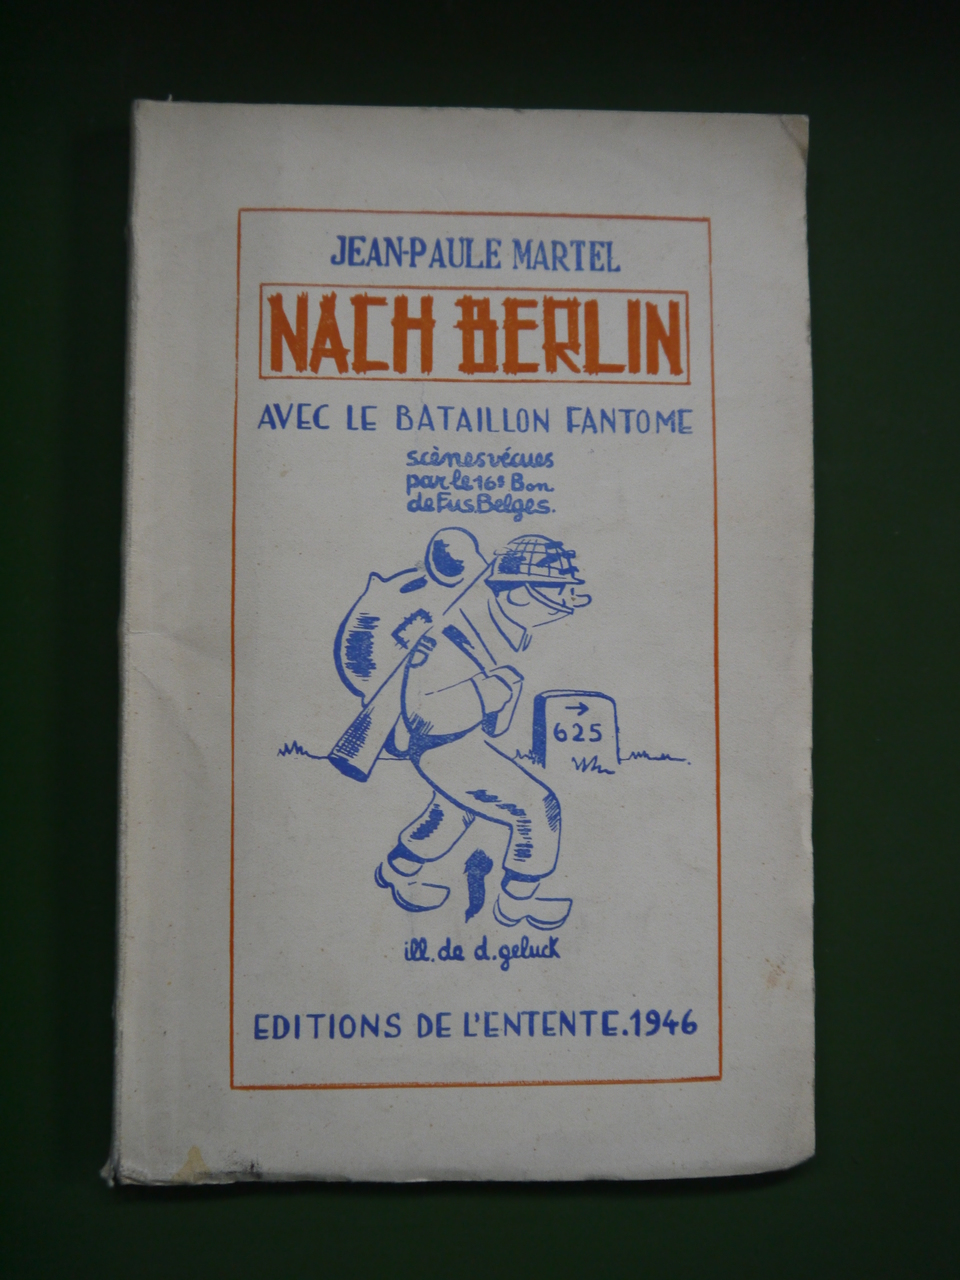 JEAN-PAULE MARTEL
NACH BERLIN
AVEC LE BATAILLON FANTOME
scènes vécues
par le 16e Bon
de Fus. Belges.
→
625
ill. de d. geluck
EDITIONS DE L'ENTENTE. 1946